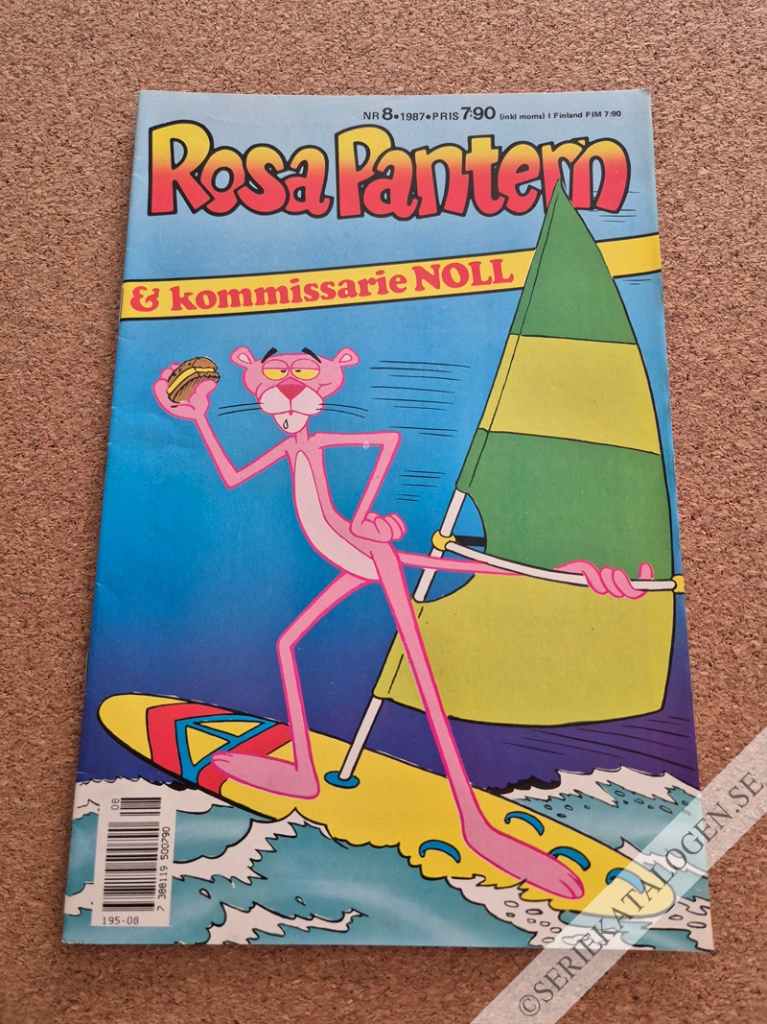 NR 8•1987•PRIS 7:90 (inkl moms) I Finland FIM 7:90
Rosa Pantern
& kommissarie NOLL
08
7 388119 500790
195-08
©SERIEKATALOGEN.SE